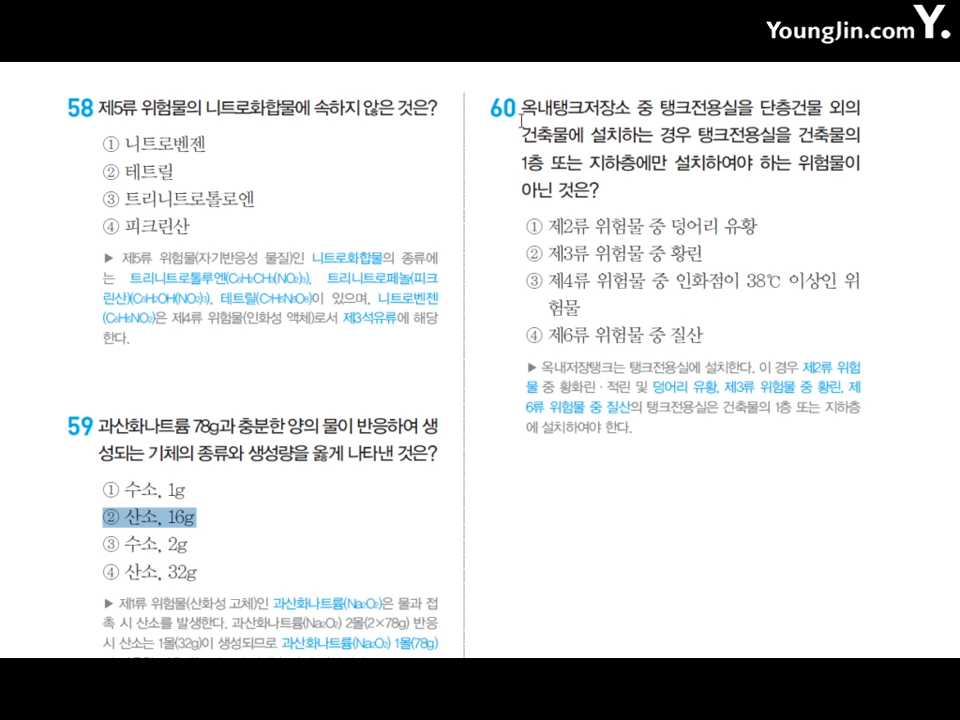 YoungJin.com Y.
58 제5류 위험물의 니트로화합물에 속하지 않은 것은?
① 니트로벤젠
② 테트릴
③ 트리니트로톨로엔
④ 피크린산
▶ 제5류 위험물(자기반응성 물질)인 니트로화합물의 종류에
는 트리니트로톨루엔(C₆H₂CH₃(NO₂)₃), 트리니트로페놀(피크
린산)(C₆H₂OH(NO₂)₃), 테트릴(C₇H₅N₅O₈)이 있으며, 니트로벤젠
(C₆H₅NO₂)은 제4류 위험물(인화성 액체)로서 제3석유류에 해당
한다.
59 과산화나트륨 78g과 충분한 양의 물이 반응하여 생
성되는 기체의 종류와 생성량을 옳게 나타낸 것은?
① 수소, 1g
② 산소, 16g
③ 수소, 2g
④ 산소, 32g
▶ 제1류 위험물(산화성 고체)인 과산화나트륨(Na₂O₂)은 물과 접
촉 시 산소를 발생한다. 과산화나트륨(Na₂O₂) 2몰(2×78g) 반응
시 산소는 1몰(32g)이 생성되므로 과산화나트륨(Na₂O₂) 1몰(78g)
60 옥내탱크저장소 중 탱크전용실을 단층건물 외의
건축물에 설치하는 경우 탱크전용실을 건축물의
1층 또는 지하층에만 설치하여야 하는 위험물이
아닌 것은?
① 제2류 위험물 중 덩어리 유황
② 제3류 위험물 중 황린
③ 제4류 위험물 중 인화점이 38℃ 이상인 위
험물
④ 제6류 위험물 중 질산
▶ 옥내저장탱크는 탱크전용실에 설치한다. 이 경우 제2류 위험
물 중 황화린·적린 및 덩어리 유황, 제3류 위험물 중 황린, 제
6류 위험물 중 질산의 탱크전용실은 건축물의 1층 또는 지하층
에 설치하여야 한다.